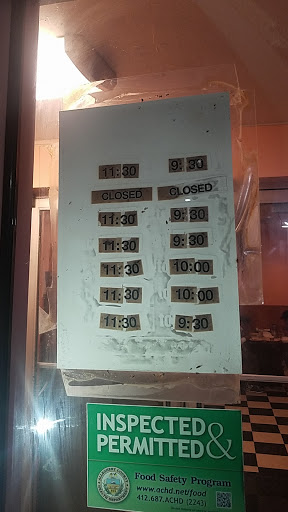 11:30 9:30
CLOSED CLOSED
11:30 9:30
11:30 9:30
11:30 10:00
11:30 10:00
11:30 9:30
INSPECTED &
PERMITTED
Food Safety Program
www.achd.net/food
412.687.ACHD (2243)